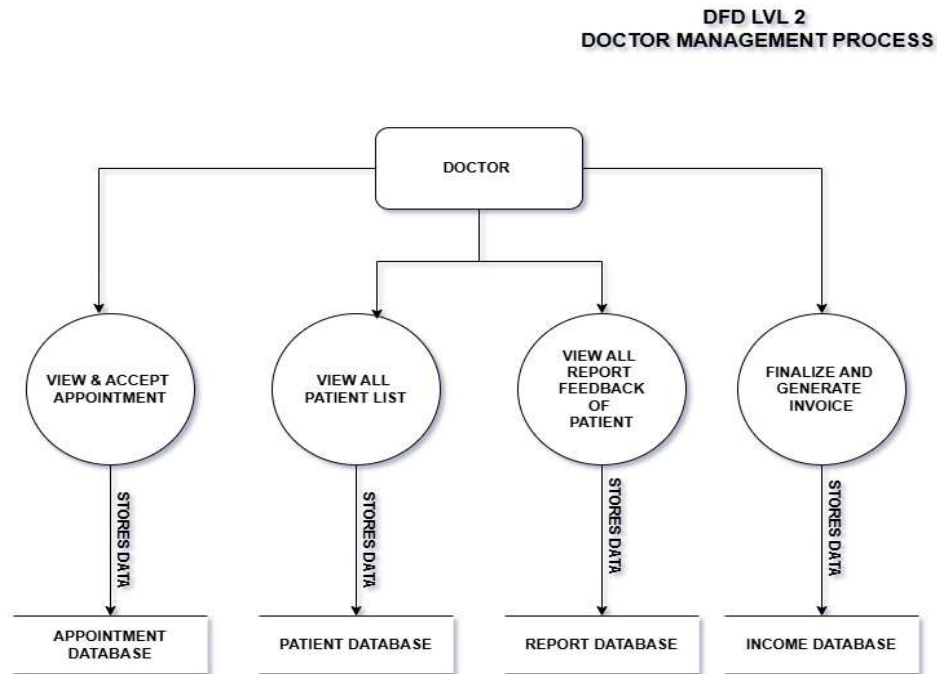 DFD LVL 2
DOCTOR MANAGEMENT PROCESS
DOCTOR
VIEW & ACCEPT
APPOINTMENT
VIEW ALL
PATIENT LIST
VIEW ALL
REPORT
FEEDBACK
OF
PATIENT
FINALIZE AND
GENERATE
INVOICE
STORES DATA
STORES DATA
STORES DATA
STORES DATA
APPOINTMENT
DATABASE
PATIENT DATABASE
REPORT DATABASE
INCOME DATABASE